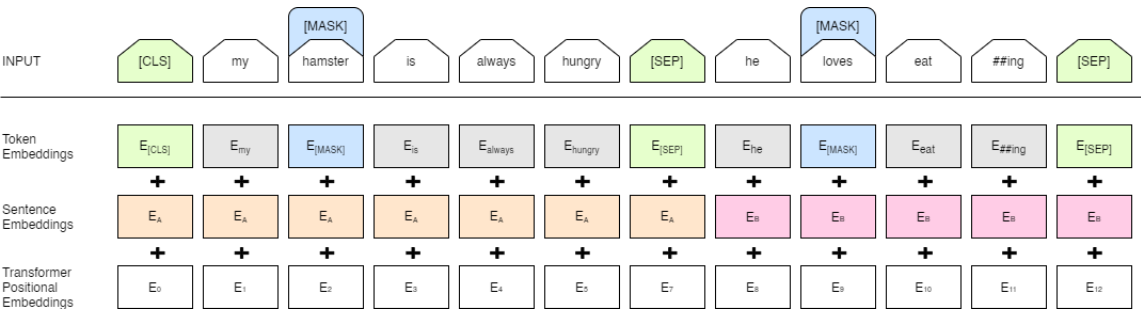 [MASK] [MASK]
INPUT [CLS] my hamster is always hungry [SEP] he loves eat ##ing [SEP]
Token
Embeddings
E[CLS] Emy E[MASK] Eis Ealways Ehungry E[SEP] Ehe E[MASK] Eeat E##ing E[SEP]
+ + + + + + + + + + + +
Sentence
Embeddings
EA EA EA EA EA EA EA EB EB EB EB EB
+ + + + + + + + + + + +
Transformer
Positional
Embeddings
E0 E1 E2 E3 E4 E5 E7 E8 E9 E10 E11 E12